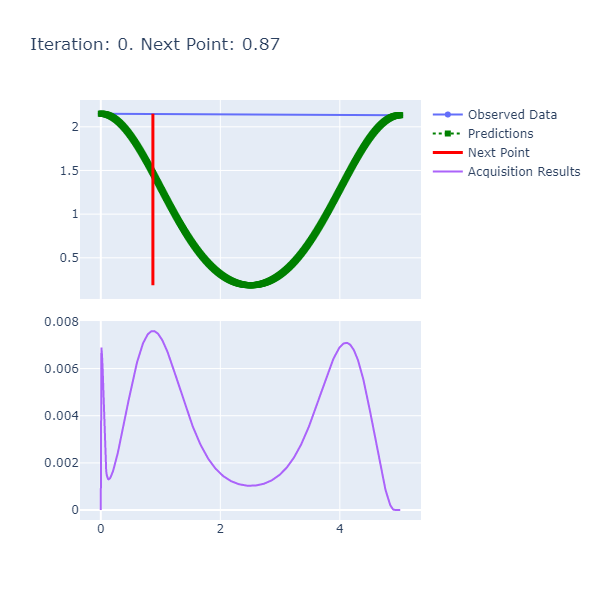 Iteration: 0. Next Point: 0.87
Observed Data
Predictions
Next Point
Acquisition Results
2
1.5
1
0.5
0.008
0.006
0.004
0.002
0
0 2 4